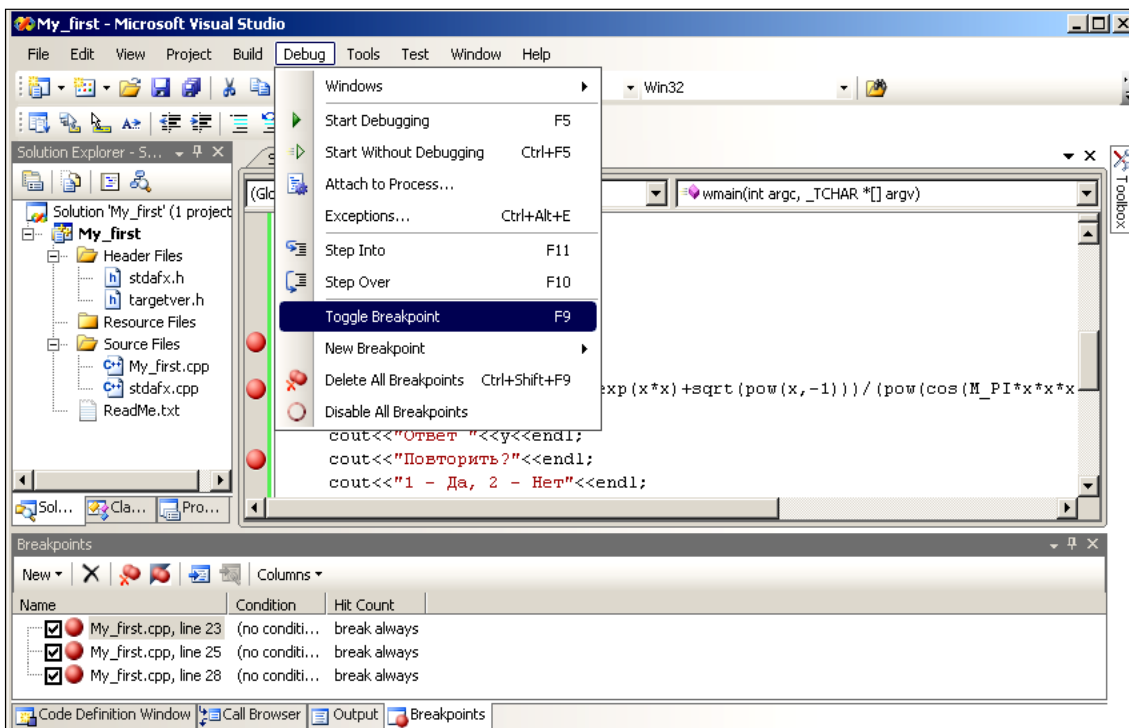 My_first - Microsoft Visual Studio
File Edit View Project Build Debug Tools Test Window Help
Win32
Windows
Start Debugging F5
Start Without Debugging Ctrl+F5
Attach to Process...
Exceptions... Ctrl+Alt+E
Step Into F11
Step Over F10
Toggle Breakpoint F9
New Breakpoint
Delete All Breakpoints Ctrl+Shift+F9
Disable All Breakpoints
Solution Explorer - S...
Solution 'My_first' (1 project
My_first
Header Files
stdafx.h
targetver.h
Resource Files
Source Files
My_first.cpp
stdafx.cpp
ReadMe.txt
Sol... Cla... Pro...
(Glo
wmain(int argc, _TCHAR *[] argv)
Toolbox
exp(x*x)+sqrt(pow(x,-1)))/(pow(cos(M_PI*x*x*x
cout<<"Ответ "<<y<<endl;
cout<<"Повторить?"<<endl;
cout<<"1 - Да, 2 - Нет"<<endl;
Breakpoints
New Columns
Name Condition Hit Count
My_first.cpp, line 23 (no conditi... break always
My_first.cpp, line 25 (no conditi... break always
My_first.cpp, line 28 (no conditi... break always
Code Definition Window Call Browser Output Breakpoints